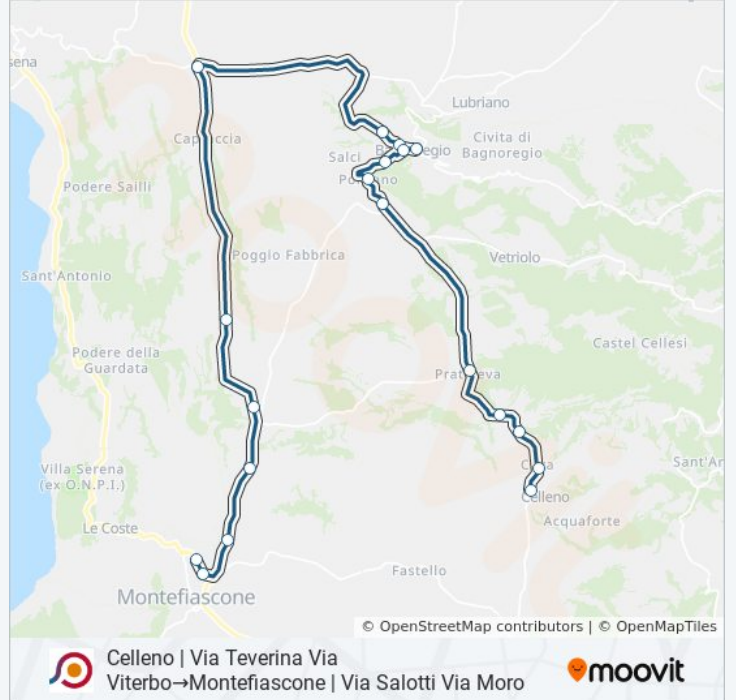 Lubriano
Civita di
Bagnoregio
Salci
Podere Sailli
Poggio Fabbrica
Sant'Antonio
Vetriolo
Podere della
Guardata
Castel Cellesi
Villa Serena
(ex O.N.P.I.)
Sant'Ar
Celleno
Acquaforte
Le Coste
Fastello
Montefiascone
© OpenStreetMap contributors | © OpenMapTiles
Celleno | Via Teverina Via
Viterbo→Montefiascone | Via Salotti Via Moro
moovit